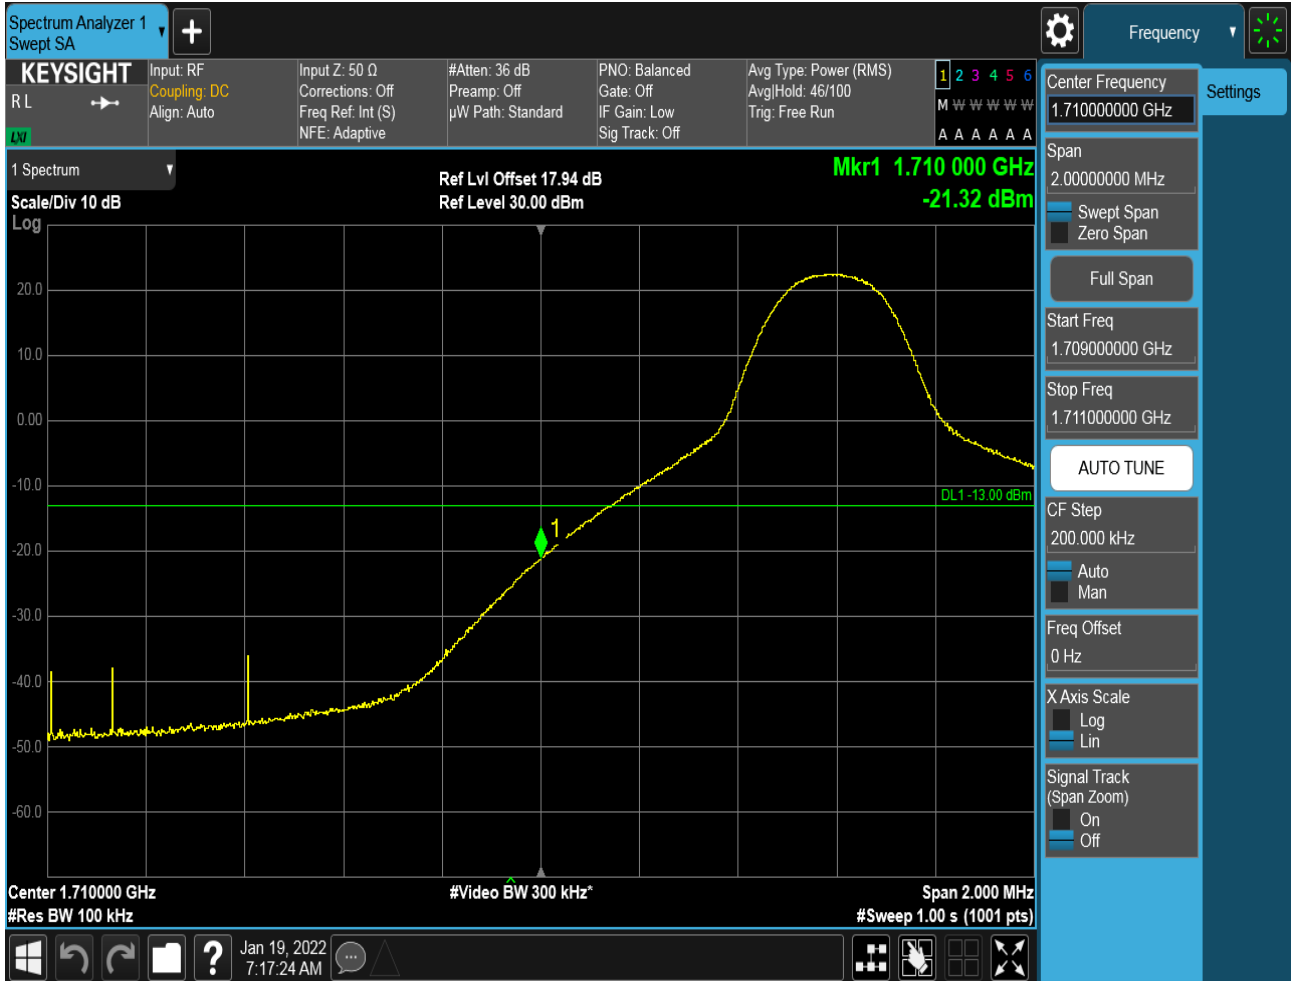 Spectrum Analyzer 1
Swept SA
+
Frequency
KEYSIGHT
R L
LXI
Input: RF
Coupling: DC
Align: Auto
Input Z: 50 Ω
Corrections: Off
Freq Ref: Int (S)
NFE: Adaptive
#Atten: 36 dB
Preamp: Off
µW Path: Standard
PNO: Balanced
Gate: Off
IF Gain: Low
Sig Track: Off
Avg Type: Power (RMS)
Avg|Hold: 46/100
Trig: Free Run
1 2 3 4 5 6
M W W W W W
A A A A A A
1 Spectrum
Scale/Div 10 dB
Log
Ref Lvl Offset 17.94 dB
Ref Level 30.00 dBm
Mkr1 1.710 000 GHz
-21.32 dBm
20.0
10.0
0.00
-10.0
-20.0
-30.0
-40.0
-50.0
-60.0
DL1 -13.00 dBm
1
Center 1.710000 GHz
#Res BW 100 kHz
#Video BW 300 kHz*
Span 2.000 MHz
#Sweep 1.00 s (1001 pts)
Jan 19, 2022
7:17:24 AM
?
Center Frequency
1.710000000 GHz
Settings
Span
2.00000000 MHz
Swept Span
Zero Span
Full Span
Start Freq
1.709000000 GHz
Stop Freq
1.711000000 GHz
AUTO TUNE
CF Step
200.000 kHz
Auto
Man
Freq Offset
0 Hz
X Axis Scale
Log
Lin
Signal Track
(Span Zoom)
On
Off